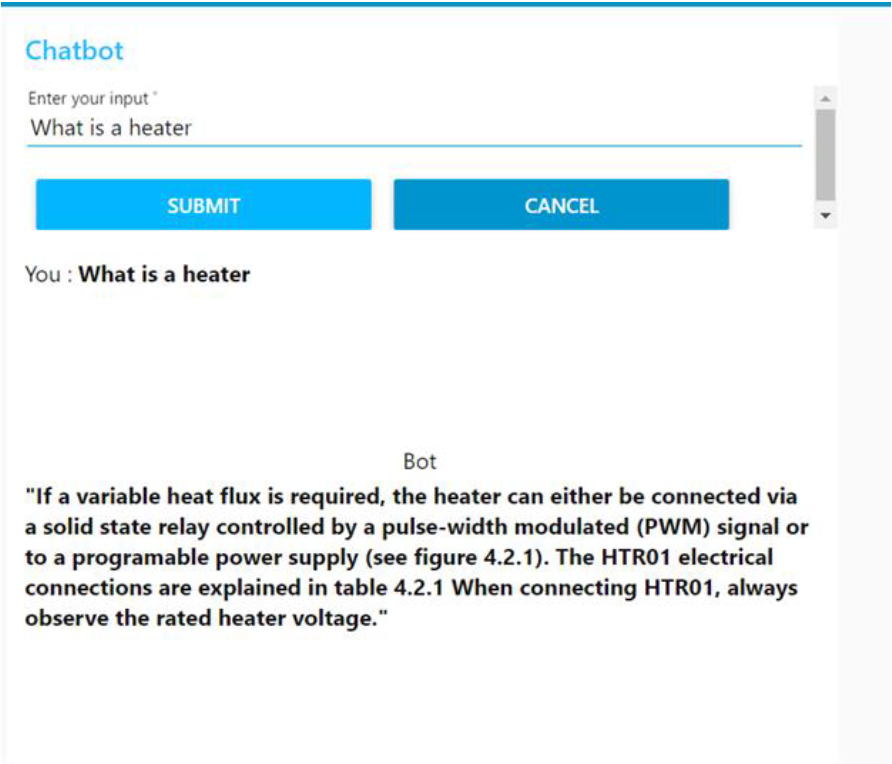 Chatbot
Enter your input *
What is a heater
SUBMIT CANCEL
You : What is a heater
Bot
"If a variable heat flux is required, the heater can either be connected via
a solid state relay controlled by a pulse-width modulated (PWM) signal or
to a programable power supply (see figure 4.2.1). The HTR01 electrical
connections are explained in table 4.2.1 When connecting HTR01, always
observe the rated heater voltage."